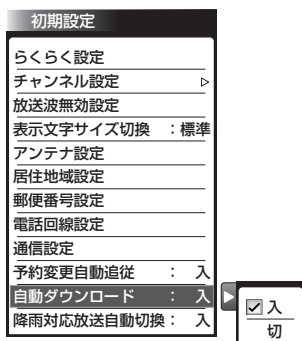 初期設定
らくらく設定
チャンネル設定
放送波無効設定
表示文字サイズ切換 ：標準
アンテナ設定
居住地域設定
郵便番号設定
電話回線設定
通信設定
予約変更自動追従 ： 入
自動ダウンロード ： 入
降雨対応放送自動切換： 入
入
切